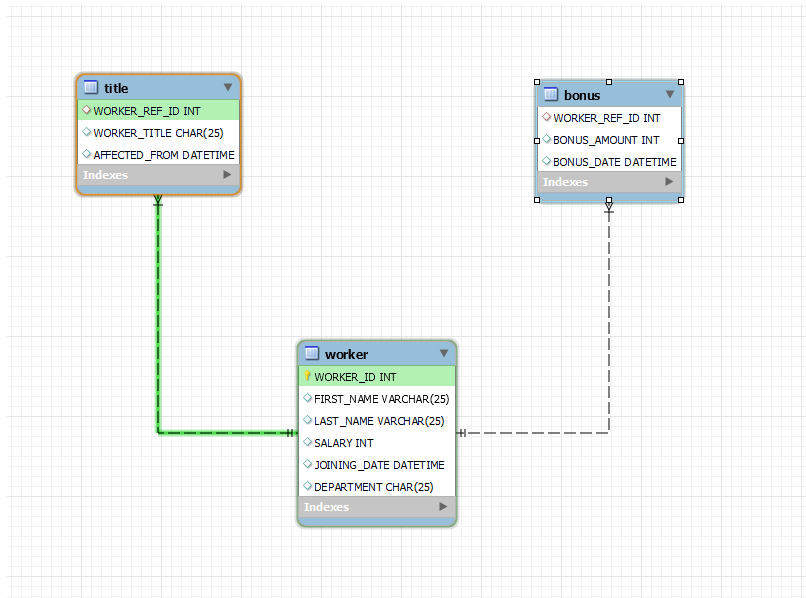 title
WORKER_REF_ID INT
WORKER_TITLE CHAR(25)
AFFECTED_FROM DATETIME
Indexes
bonus
WORKER_REF_ID INT
BONUS_AMOUNT INT
BONUS_DATE DATETIME
Indexes
worker
WORKER_ID INT
FIRST_NAME VARCHAR(25)
LAST_NAME VARCHAR(25)
SALARY INT
JOINING_DATE DATETIME
DEPARTMENT CHAR(25)
Indexes